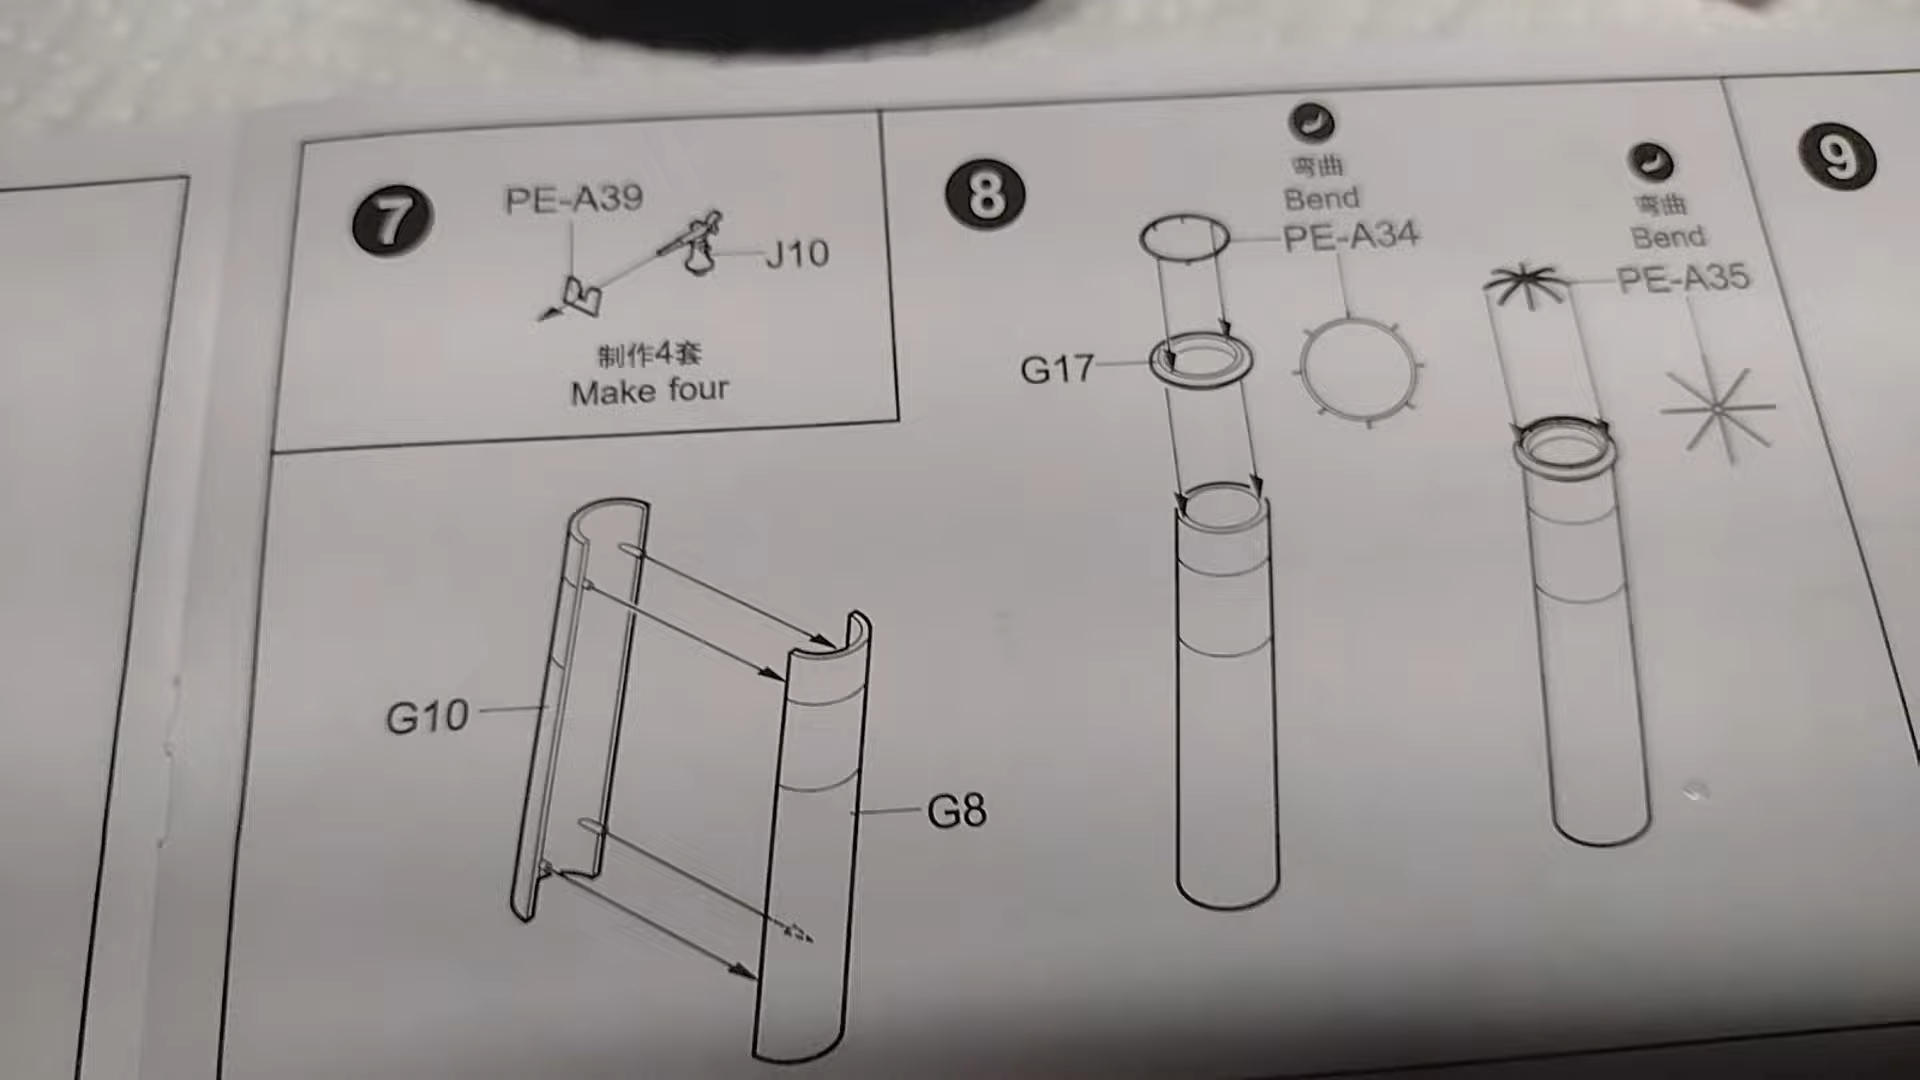 7
PE-A39
J10
制作4套
Make four
8
弯曲
Bend
PE-A34
G17
弯曲
Bend
PE-A35
G10
G8
9